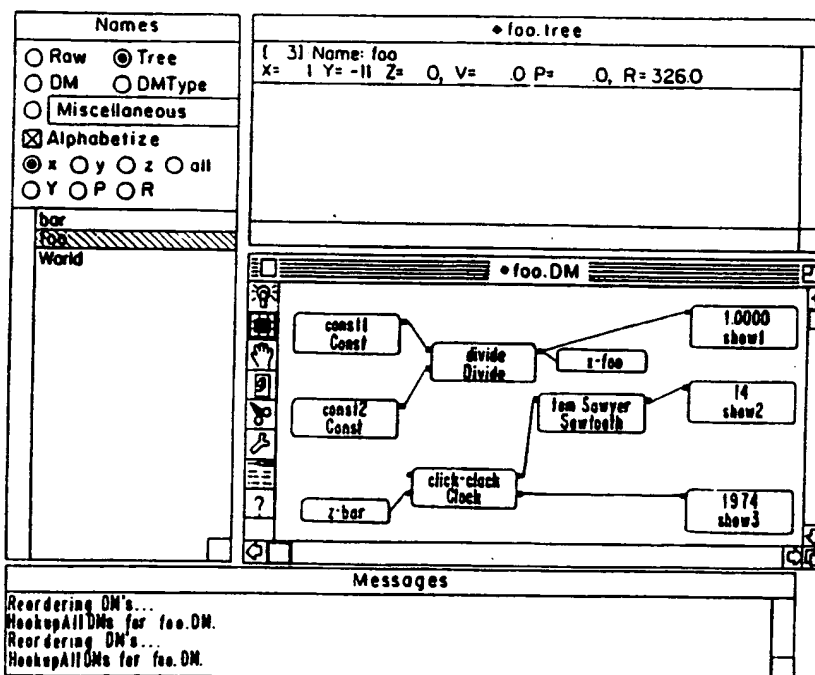 Names
Raw Tree
DM DMType
Miscellaneous
Alphabetize
x y z all
Y P R
bar
foo
World
foo.tree
[ 3] Name: foo
X= 1 Y= -11 Z= 0, V= .0 P= .0, R= 326.0
foo.DM
const1
Const
divide
Divide
x-foo
1.0000
show1
const2
Const
tom Sawyer
Sawtooth
14
show2
click-clack
Clock
z-bar
1974
show3
?
Messages
Reordering DM's...
HookupAllDMs for foo.DM.
Reordering DM's...
HookupAllDMs for foo.DM.